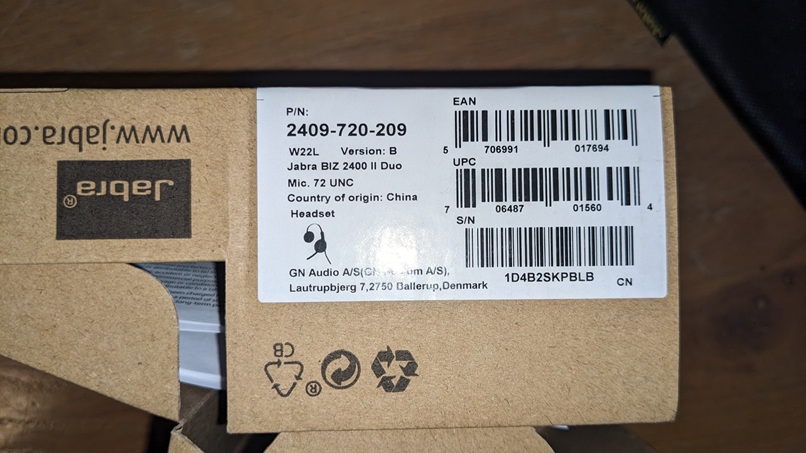 www.jabra.co
Jabra®
P/N:
2409-720-209
W22L Version: B
Jabra BIZ 2400 II Duo
Mic. 72 UNC
Country of origin: China
Headset
GN Audio A/S(GN om A/S),
Lautrupbjerg 7,2750 Ballerup,Denmark
EAN
5 706991 017694
UPC
7 06487 01560 4
S/N
1D4B2SKPBLB CN
CB
®